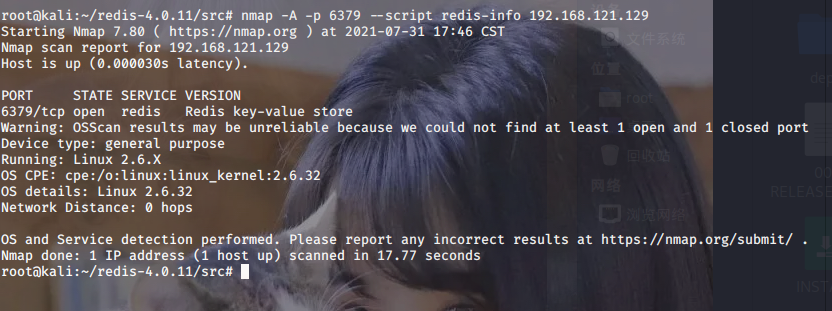 root@kali:~/redis-4.0.11/src# nmap -A -p 6379 --script redis-info 192.168.121.129
Starting Nmap 7.80 ( https://nmap.org ) at 2021-07-31 17:46 CST
Nmap scan report for 192.168.121.129
Host is up (0.000030s latency).
PORT     STATE SERVICE VERSION
6379/tcp open  redis   Redis key-value store
Warning: OSScan results may be unreliable because we could not find at least 1 open and 1 closed port
Device type: general purpose
Running: Linux 2.6.X
OS CPE: cpe:/o:linux:linux_kernel:2.6.32
OS details: Linux 2.6.32
Network Distance: 0 hops
OS and Service detection performed. Please report any incorrect results at https://nmap.org/submit/ .
Nmap done: 1 IP address (1 host up) scanned in 17.77 seconds
root@kali:~/redis-4.0.11/src#
文件系统
位置
root
回收站
网络
浏览网络
RELEASE
INST